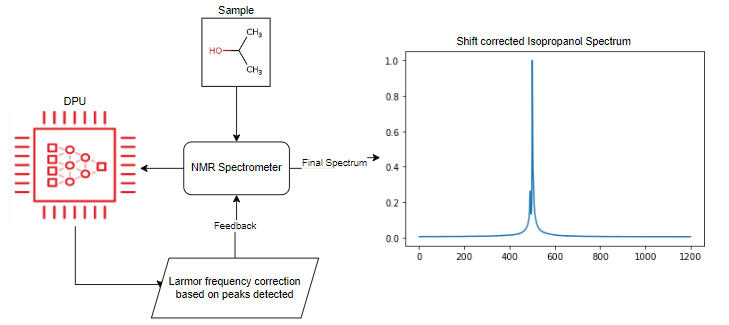 Sample
CH₃
HO
CH₃
DPU
NMR Spectrometer
Final Spectrum
Feedback
Larmor frequency correction
based on peaks detected
Shift corrected Isopropanol Spectrum
1.0
0.8
0.6
0.4
0.2
0.0
0 200 400 600 800 1000 1200